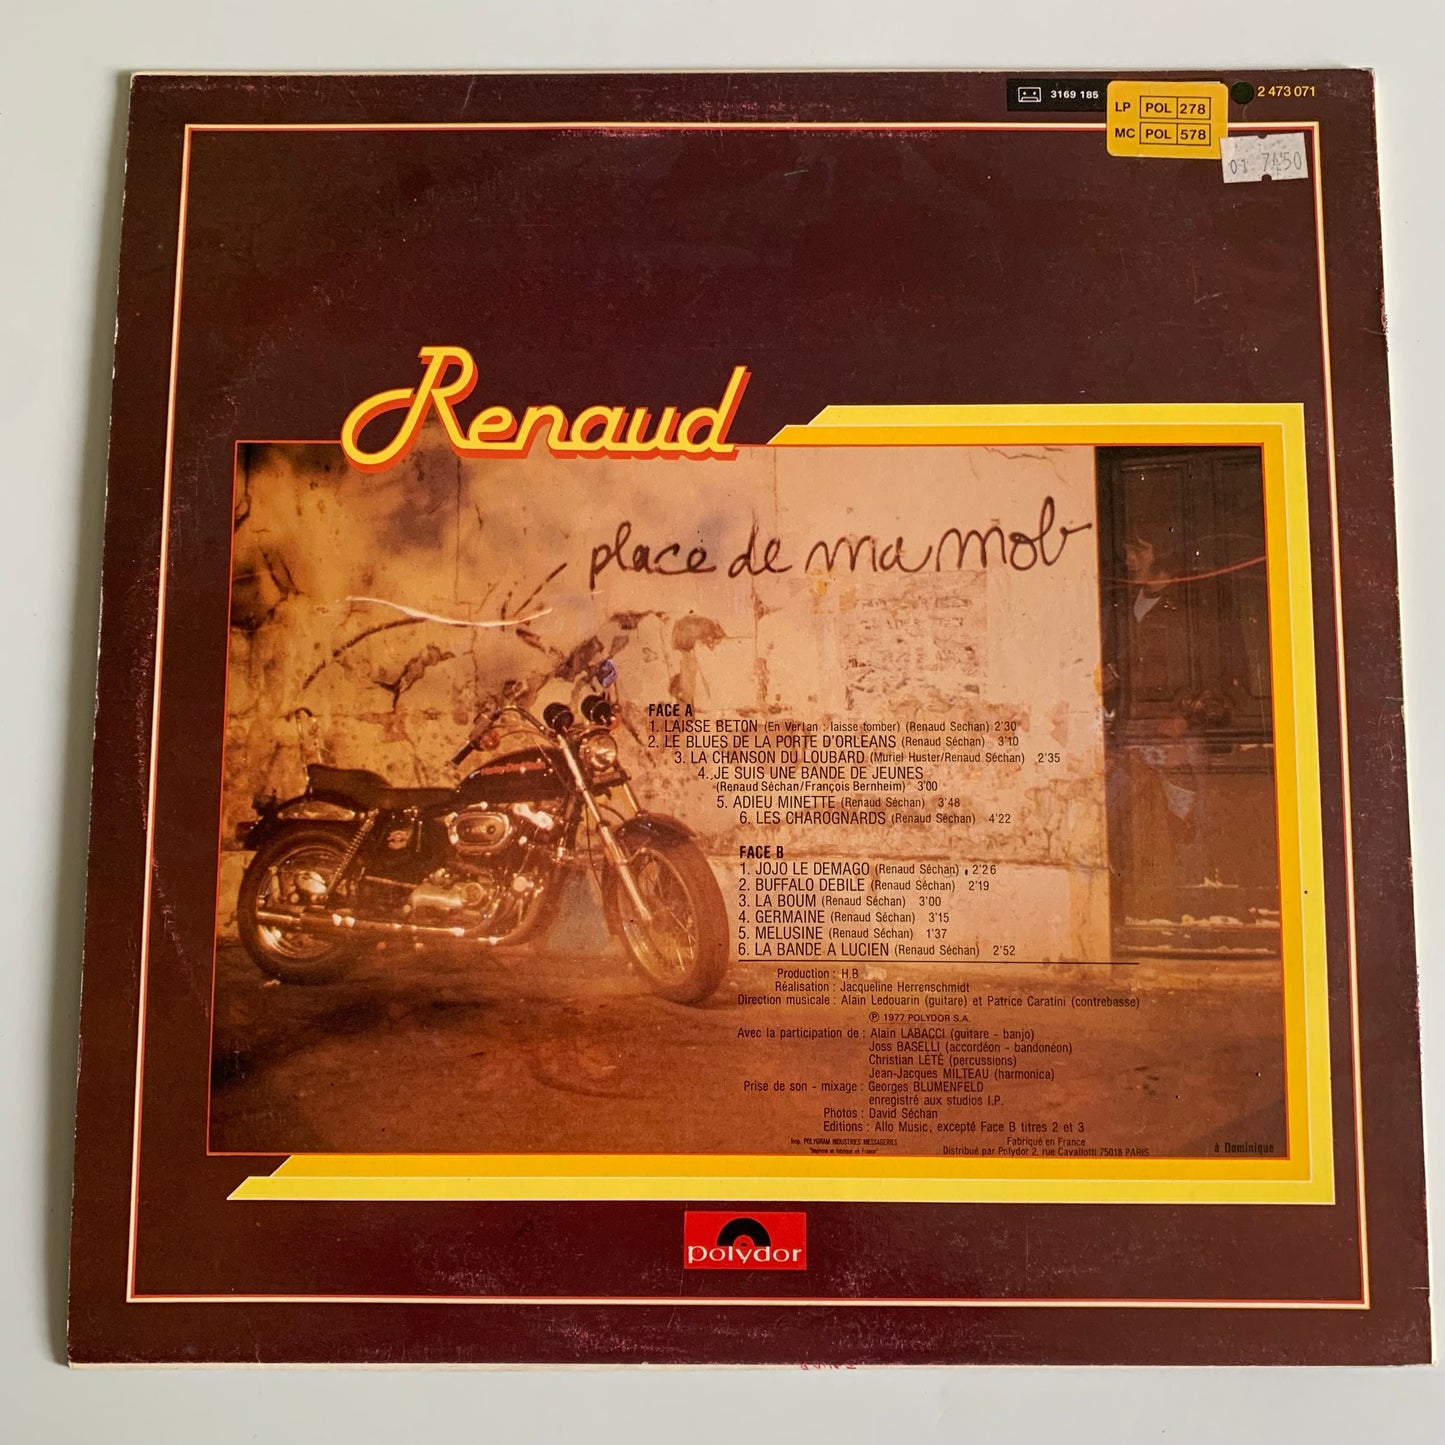 3169 185
2 473 071
LP POL 278
MC POL 578
01 74'50
Renaud
place de ma mob
FACE A
1. LAISSE BETON (En Verlan : laisse tomber) (Renaud Sechan) 2'30
2. LE BLUES DE LA PORTE D'ORLEANS (Renaud Séchan) 3'10
3. LA CHANSON DU LOUBARD (Muriel Huster/Renaud Séchan) 2'35
4. JE SUIS UNE BANDE DE JEUNES
(Renaud Séchan/François Bernheim) 3'00
5. ADIEU MINETTE (Renaud Séchan) 3'48
6. LES CHAROGNARDS (Renaud Séchan) 4'22
FACE B
1. JOJO LE DEMAGO (Renaud Séchan) 2'26
2. BUFFALO DEBILE (Renaud Séchan) 2'19
3. LA BOUM (Renaud Séchan) 3'00
4. GERMAINE (Renaud Séchan) 3'15
5. MELUSINE (Renaud Séchan) 1'37
6. LA BANDE A LUCIEN (Renaud Séchan) 2'52
Production : H.B
Réalisation : Jacqueline Herrenschmidt
Direction musicale : Alain Ledouarin (guitare) et Patrice Caratini (contrebasse)
℗ 1977 POLYDOR S.A.
Avec la participation de : Alain LABACCI (guitare - banjo)
Joss BASELLI (accordéon - bandonéon)
Christian LÉTÉ (percussions)
Jean-Jacques MILTEAU (harmonica)
Prise de son - mixage : Georges BLUMENFELD
enregistré aux studios I.P.
Photos : David Séchan
Editions : Allo Music, excepté Face B titres 2 et 3
Imp. POLYGRAM INDUSTRIES MESSAGERIES
"Imprimé et fabriqué en France"
Fabriqué en France
Distribué par Polydor 2, rue Cavallotti 75018 PARIS
à Dominique
polydor